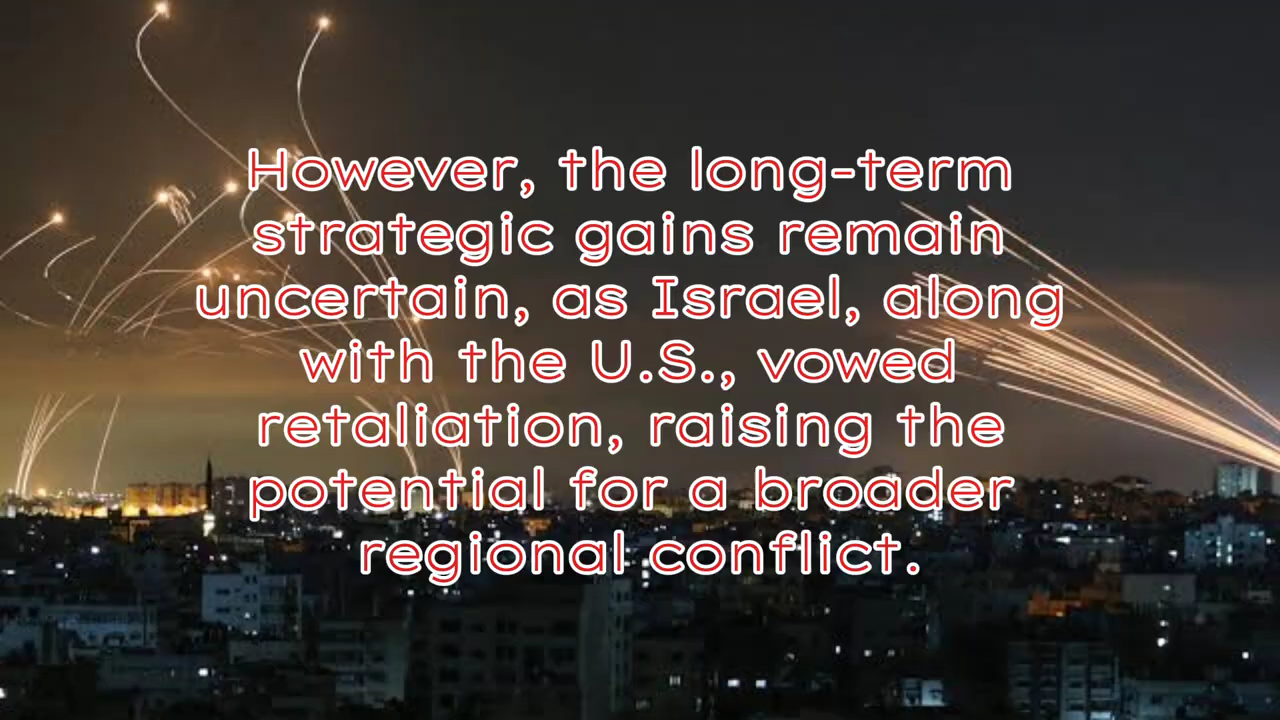 However, the long-term
strategic gains remain
uncertain, as Israel, along
with the U.S., vowed
retaliation, raising the
potential for a broader
regional conflict.